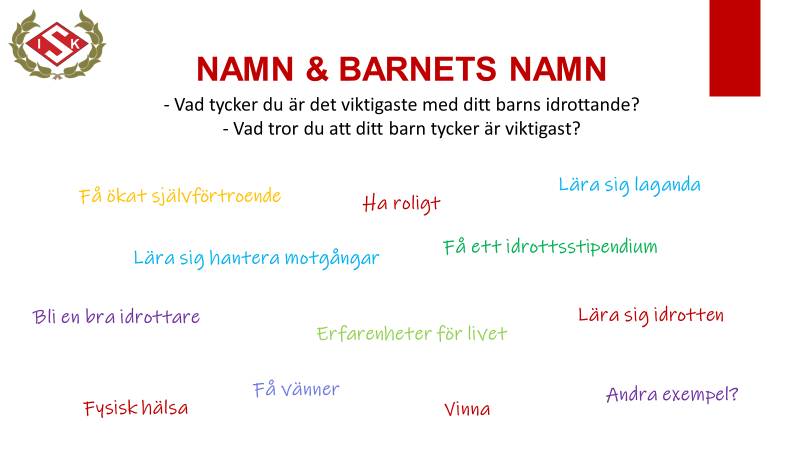 ISK
NAMN & BARNETS NAMN
- Vad tycker du är det viktigaste med ditt barns idrottande?
- Vad tror du att ditt barn tycker är viktigast?
Lära sig laganda
Få ökat självförtroende
Ha roligt
Få ett idrottsstipendium
Lära sig hantera motgångar
Bli en bra idrottare
Lära sig idrotten
Erfarenheter för livet
Få vänner
Andra exempel?
Fysisk hälsa
Vinna